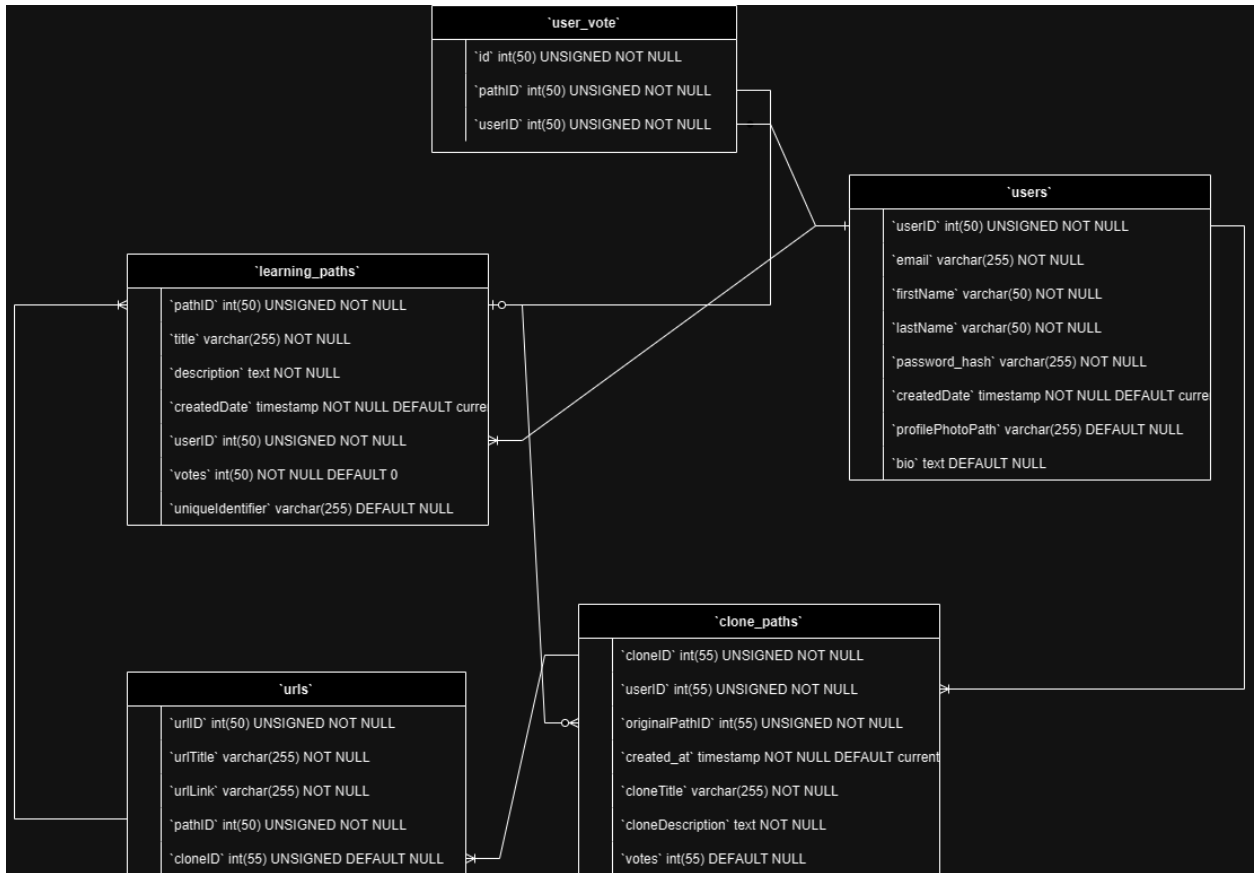 `user_vote`
`id` int(50) UNSIGNED NOT NULL
`pathID` int(50) UNSIGNED NOT NULL
`userID` int(50) UNSIGNED NOT NULL
`users`
`userID` int(50) UNSIGNED NOT NULL
`email` varchar(255) NOT NULL
`firstName` varchar(50) NOT NULL
`lastName` varchar(50) NOT NULL
`password_hash` varchar(255) NOT NULL
`createdDate` timestamp NOT NULL DEFAULT curre
`profilePhotoPath` varchar(255) DEFAULT NULL
`bio` text DEFAULT NULL
`learning_paths`
`pathID` int(50) UNSIGNED NOT NULL
`title` varchar(255) NOT NULL
`description` text NOT NULL
`createdDate` timestamp NOT NULL DEFAULT curre
`userID` int(50) UNSIGNED NOT NULL
`votes` int(50) NOT NULL DEFAULT 0
`uniqueIdentifier` varchar(255) DEFAULT NULL
`clone_paths`
`cloneID` int(55) UNSIGNED NOT NULL
`userID` int(55) UNSIGNED NOT NULL
`originalPathID` int(55) UNSIGNED NOT NULL
`created_at` timestamp NOT NULL DEFAULT current
`cloneTitle` varchar(255) NOT NULL
`cloneDescription` text NOT NULL
`votes` int(55) DEFAULT NULL
`urls`
`urlID` int(50) UNSIGNED NOT NULL
`urlTitle` varchar(255) NOT NULL
`urlLink` varchar(255) NOT NULL
`pathID` int(50) UNSIGNED NOT NULL
`cloneID` int(55) UNSIGNED DEFAULT NULL